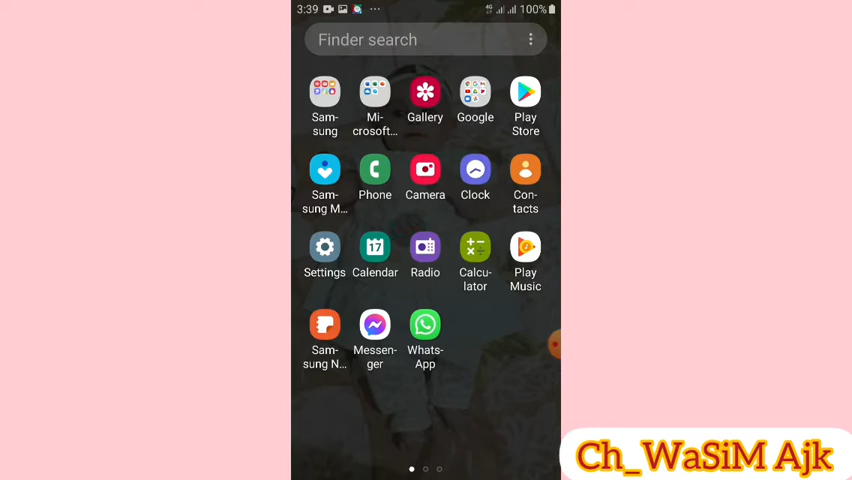 3:39
100%
Finder search
Sam-
sung
Mi-
crosoft...
Gallery
Google
Play
Store
Sam-
sung M...
Phone
Camera
Clock
Con-
tacts
Settings
17
Calendar
Radio
Calcu-
lator
Play
Music
Sam-
sung N...
Messen-
ger
Whats-
App
Ch_WaSiM Ajk